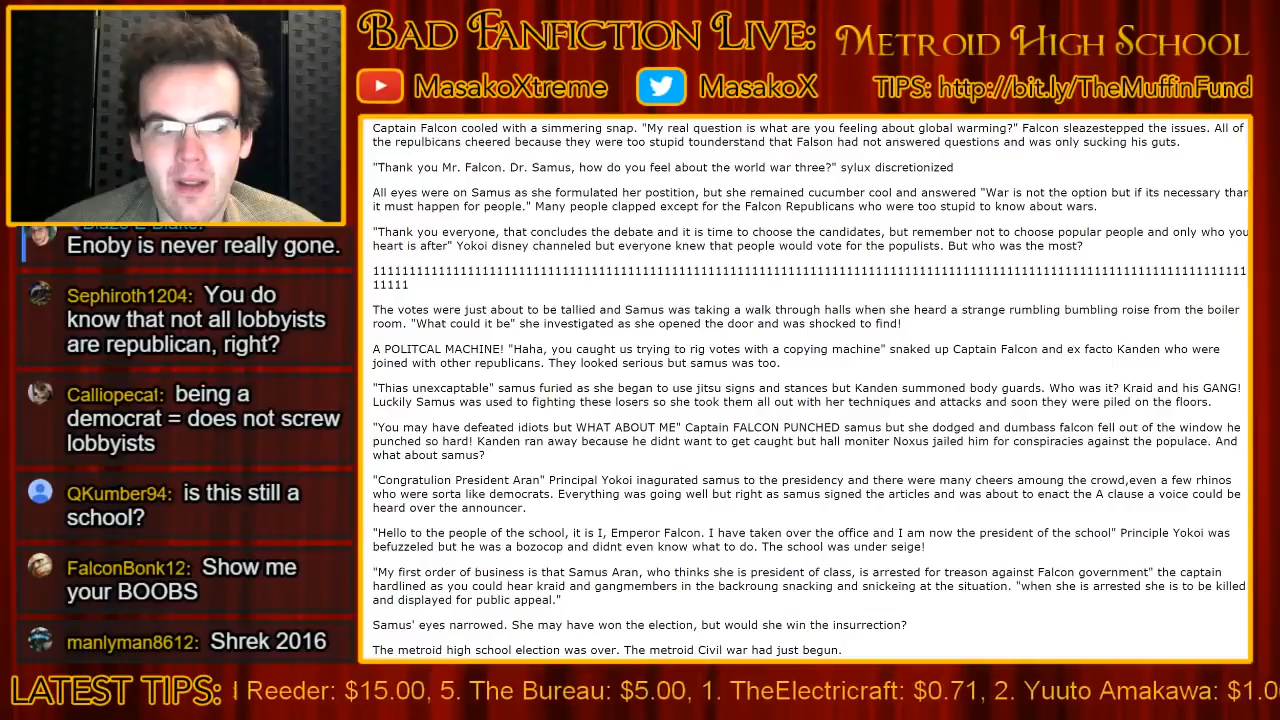 BAD FANFICTION LIVE:
METROID HIGH SCHOOL
MasakoXtreme
MasakoX
TIPS: http://bit.ly/TheMuffinFund
Enoby is never really gone.
Sephiroth1204: You do
know that not all lobbyists
are republican, right?
Calliopecat: being a
democrat = does not screw
lobbyists
QKumber94: is this still a
school?
FalconBonk12: Show me
your BOOBS
manlyman8612: Shrek 2016
Captain Falcon cooled with a simmering snap. "My real question is what are you feeling about global warming?" Falcon sleazestepped the issues. All of
the repulbicans cheered because they were too stupid tounderstand that Falson had not answered questions and was only sucking his guts.
"Thank you Mr. Falcon. Dr. Samus, how do you feel about the world war three?" sylux discretionized
All eyes were on Samus as she formulated her postition, but she remained cucumber cool and answered "War is not the option but if its necessary than
it must happen for people." Many people clapped except for the Falcon Republicans who were too stupid to know about wars.
"Thank you everyone, that concludes the debate and it is time to choose the candidates, but remember not to choose popular people and only who you
heart is after" Yokoi disney channeled but everyone knew that people would vote for the populists. But who was the most?
11111111111111111111111111111111111111111111111111111111111111111111111111111111111111111111111111111111111111111111111111
11111
The votes were just about to be tallied and Samus was taking a walk through halls when she heard a strange rumbling bumbling roise from the boiler
room. "What could it be" she investigated as she opened the door and was shocked to find!
A POLITCAL MACHINE! "Haha, you caught us trying to rig votes with a copying machine" snaked up Captain Falcon and ex facto Kanden who were
joined with other republicans. They looked serious but samus was too.
"Thias unexcaptable" samus furied as she began to use jitsu sgns and stances but Kanden summoned body guards. Who was it? Kraid and his GANG!
Luckily Samus was used to fighting these losers so she took them all out with her techniques and attacks and soon they were piled on the floors.
"You may have defeated idiots but WHAT ABOUT ME" Captain FALCON PUNCHED samus but she dodged and dumbass falcon fell out of the window he
punched so hard! Kanden ran away because he didnt want to get caught but hall moniter Noxus jailed him for conspiracies against the populace. And
what about samus?
"Congratulion President Aran" Principal Yokoi inagurated samus to the presidency and there were many cheers amoung the crowd,even a few rhinos
who were sorta like democrats. Everything was going well but right as samus signed the articles and was about to enact the A clause a voice could be
heard over the announcer.
"Hello to the people of the school, it is I, Emperor Falcon. I have taken over the office and I am now the president of the school" Principle Yokoi was
befuzzeled but he was a bozocop and didnt even know what to do. The school was under seige!
"My first order of business is that Samus Aran, who thinks she is president of class, is arrested for treason against Falcon government" the captain
hardlined as you could hear kraid and gangmembers in the backroung snacking and snickeing at the situation. "when she is arrested she is to be killed
and displayed for public appeal."
Samus' eyes narrowed. She may have won the election, but would she win the insurrection?
The metroid high school election was over. The metroid Civil war had just begun.
LATEST TIPS: Reeder: $15.00, 5. The Bureau: $5.00, 1. TheElectricraft: $0.71, 2. Yuuto Amakawa: $1.0